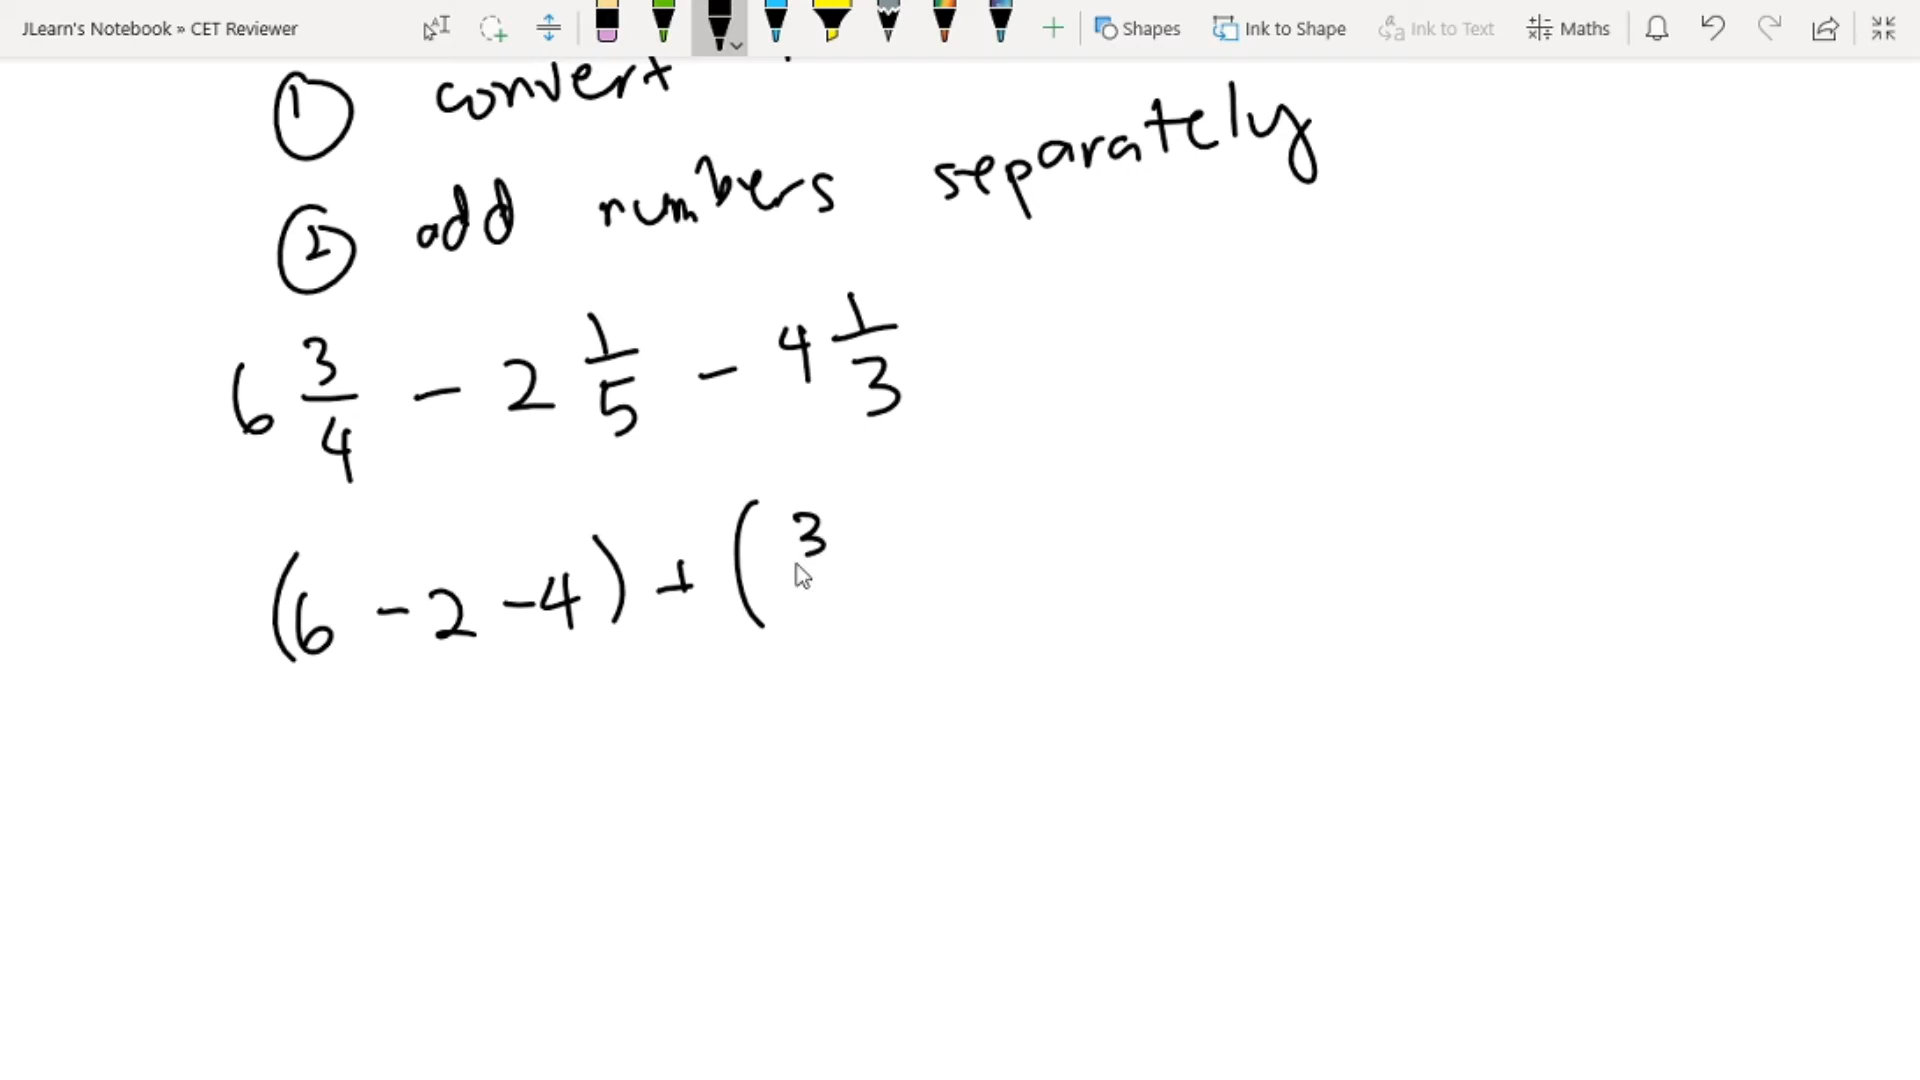 JLearn's Notebook » CET Reviewer Shapes Ink to Shape Ink to Text Maths
① convert
② add numbers separately
6 3/4 - 2 1/5 - 4 1/3
(6 - 2 - 4) + ( 3